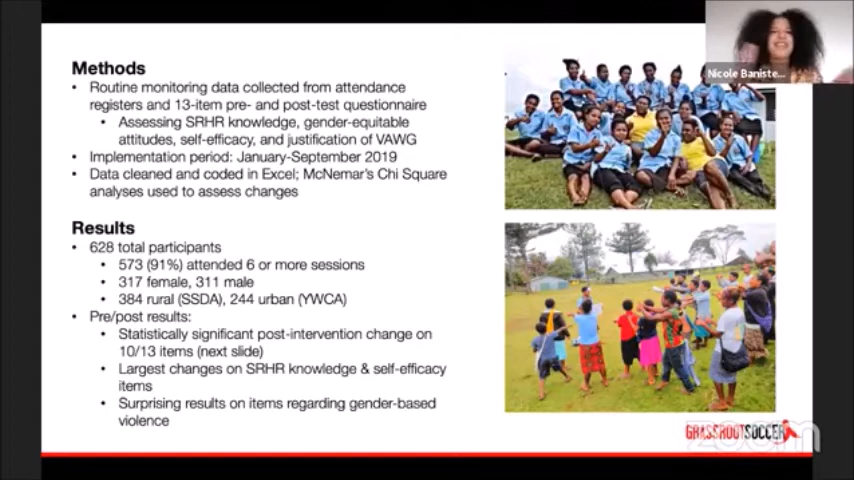 Nicole Baniste...
Methods
• Routine monitoring data collected from attendance
registers and 13-item pre- and post-test questionnaire
• Assessing SRHR knowledge, gender-equitable
attitudes, self-efficacy, and justification of VAWG
• Implementation period: January-September 2019
• Data cleaned and coded in Excel; McNemar's Chi Square
analyses used to assess changes
Results
• 628 total participants
• 573 (91%) attended 6 or more sessions
• 317 female, 311 male
• 384 rural (SSDA), 244 urban (YWCA)
• Pre/post results:
• Statistically significant post-intervention change on
10/13 items (next slide)
• Largest changes on SRHR knowledge & self-efficacy
items
• Surprising results on items regarding gender-based
violence
GRASSROOTSOCCER
zoom